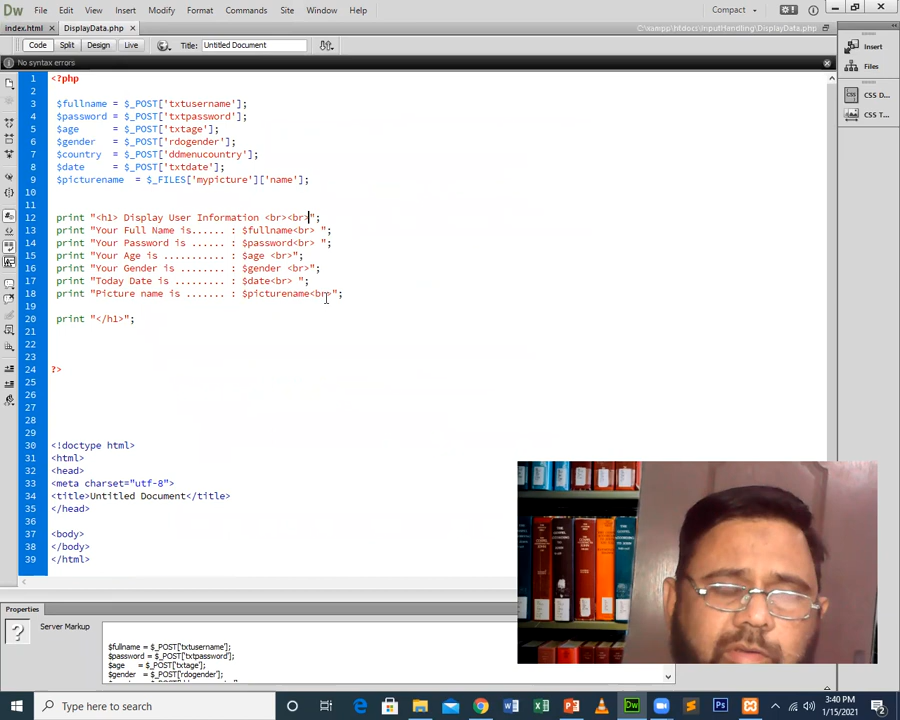 Dw File Edit View Insert Modify Format Commands Site Window Help Compact
index.html × DisplayData.php × C:\xampp\htdocs\InputHandling\DisplayData.php
Code Split Design Live Title: Untitled Document
No syntax errors
Insert
Files
CSS D...
CSS T...
1 <?php
2
3 $fullname = $_POST['txtusername'];
4 $password = $_POST['txtpassword'];
5 $age = $_POST['txtage'];
6 $gender = $_POST['rdogender'];
7 $country = $_POST['ddmenucountry'];
8 $date = $_POST['txtdate'];
9 $picturename = $_FILES['mypicture']['name'];
10
11
12 print "<h1> Display User Information <br><br>";
13 print "Your Full Name is...... : $fullname<br> ";
14 print "Your Password is ...... : $password<br> ";
15 print "Your Age is ........... : $age <br>";
16 print "Your Gender is ........ : $gender <br>";
17 print "Today Date is ......... : $date<br> ";
18 print "Picture name is ....... : $picturename<br>";
19
20 print "</h1>";
21
22
23
24 ?>
25
26
27
28
29
30 <!doctype html>
31 <html>
32 <head>
33 <meta charset="utf-8">
34 <title>Untitled Document</title>
35 </head>
36
37 <body>
38 </body>
39 </html>
Properties
Server Markup
$fullname = $_POST['txtusername'];
$password = $_POST['txtpassword'];
$age = $_POST['txtage'];
$gender = $_POST['rdogender'];
Type here to search
3:40 PM
1/15/2021
2